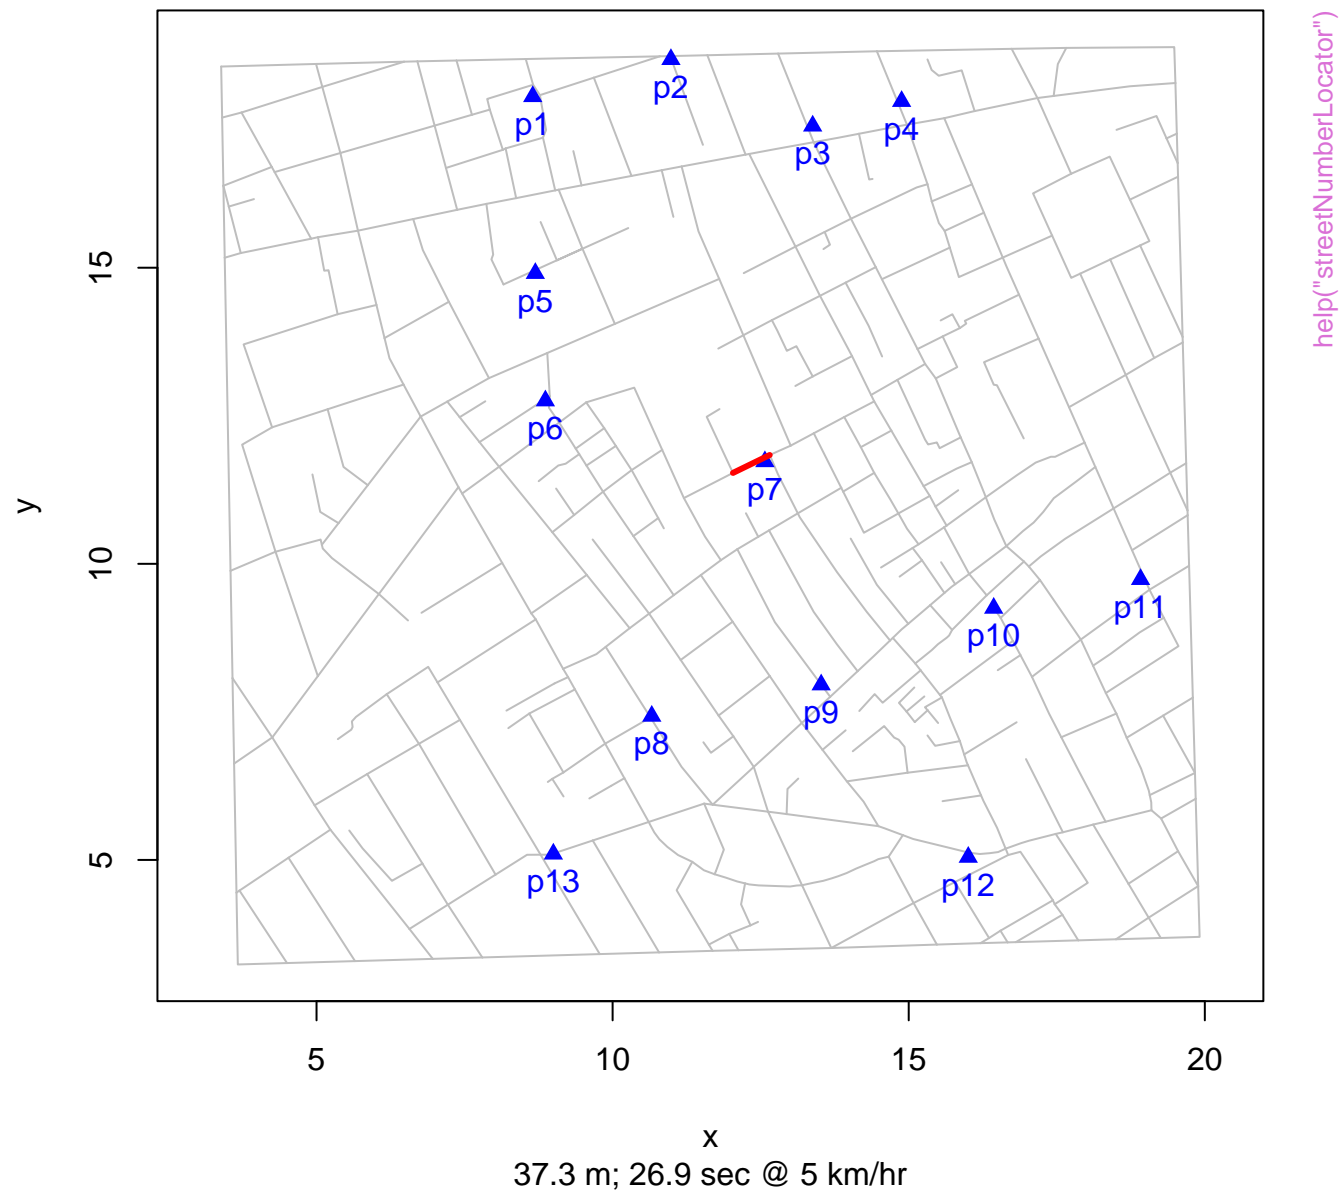 p1
p2
p3
p4
p5
p6
p7
p8
p9
p10
p11
p12
p13
15
10
5
y
5
10
15
20
x
37.3 m; 26.9 sec @ 5 km/hr
help("streetNumberLocator")